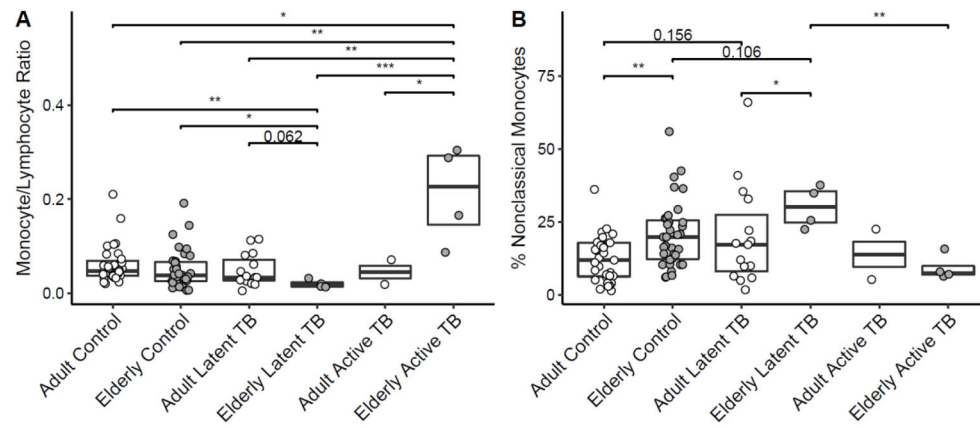 A
Monocyte/Lymphocyte Ratio
0.4
0.2
0.0
*
**
**
***
*
**
*
0.062
Adult Control
Elderly Control
Adult Latent TB
Elderly Latent TB
Adult Active TB
Elderly Active TB
B
% Nonclassical Monocytes
75
50
25
0
**
0.156
0.106
**
*
Adult Control
Elderly Control
Adult Latent TB
Elderly Latent TB
Adult Active TB
Elderly Active TB